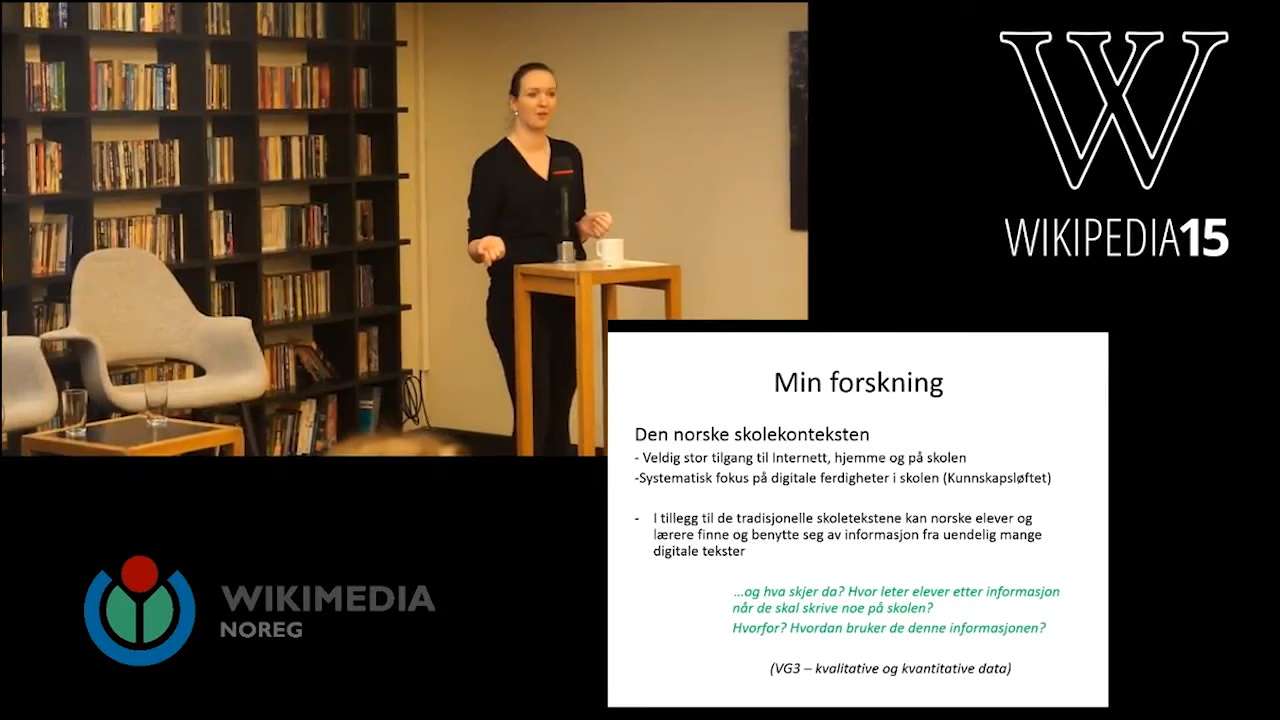 WIKIPEDIA15
Min forskning
Den norske skolekonteksten
- Veldig stor tilgang til Internett, hjemme og på skolen
-Systematisk fokus på digitale ferdigheter i skolen (Kunnskapsløftet)
- I tillegg til de tradisjonelle skoletekstene kan norske elever og
lærere finne og benytte seg av informasjon fra uendelig mange
digitale tekster
...og hva skjer da? Hvor leter elever etter informasjon
når de skal skrive noe på skolen?
Hvorfor? Hvordan bruker de denne informasjonen?
(VG3 – kvalitative og kvantitative data)
WIKIMEDIA
NOREG